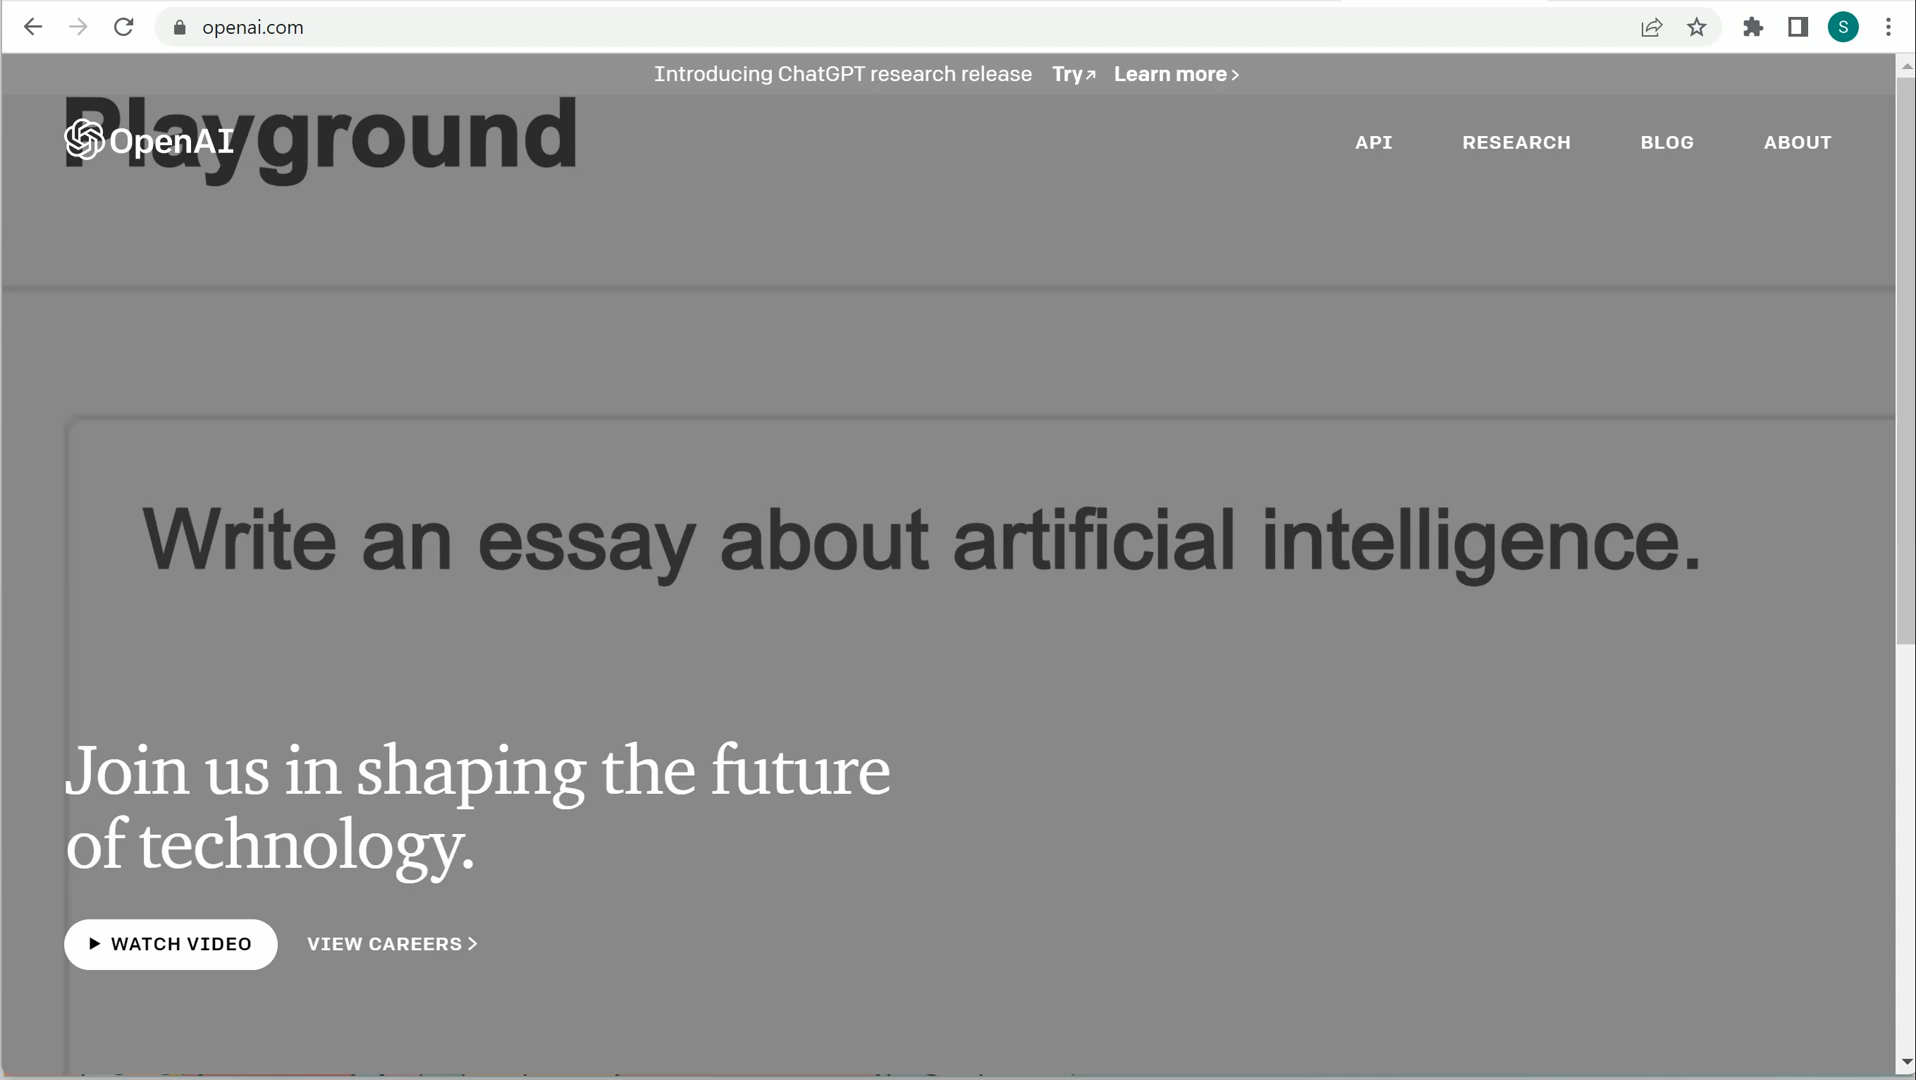 openai.com
S
Introducing ChatGPT research release Try Learn more
Playground
OpenAI
API RESEARCH BLOG ABOUT
Write an essay about artificial intelligence.
Join us in shaping the future
of technology.
WATCH VIDEO VIEW CAREERS